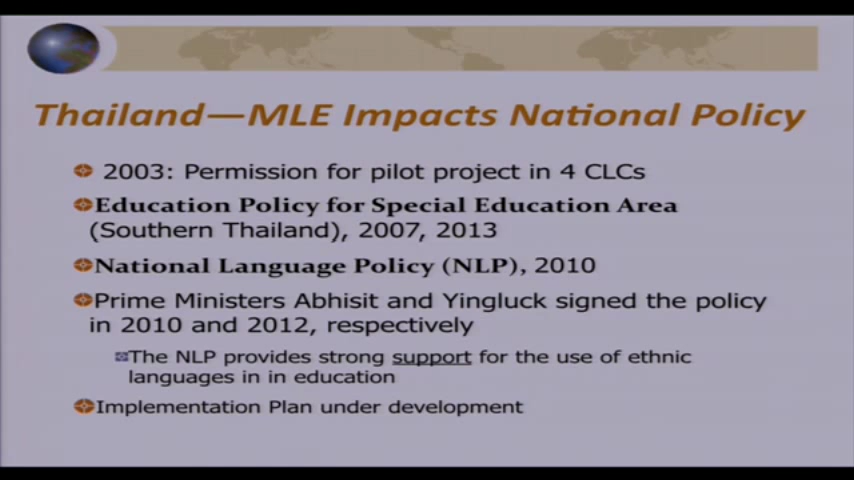 Thailand—MLE Impacts National Policy
2003: Permission for pilot project in 4 CLCs
Education Policy for Special Education Area
(Southern Thailand), 2007, 2013
National Language Policy (NLP), 2010
Prime Ministers Abhisit and Yingluck signed the policy
in 2010 and 2012, respectively
The NLP provides strong support for the use of ethnic
languages in in education
Implementation Plan under development